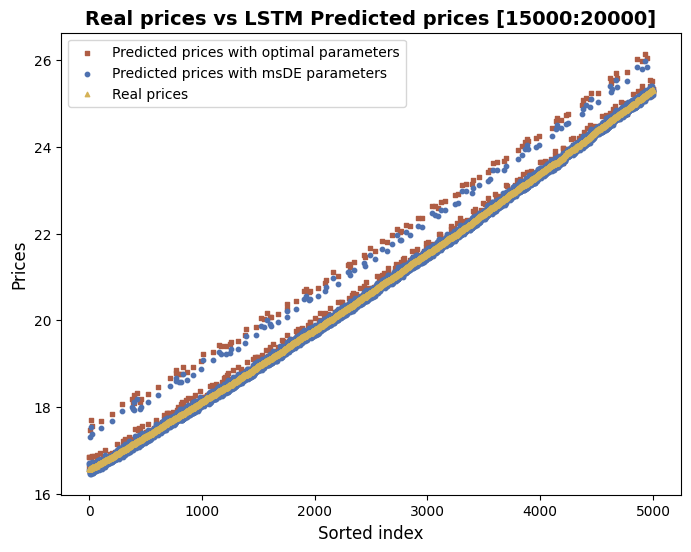 Real prices vs LSTM Predicted prices [15000:20000]
Predicted prices with optimal parameters
Predicted prices with msDE parameters
Real prices
26
24
22
20
18
16
Prices
0 1000 2000 3000 4000 5000
Sorted index